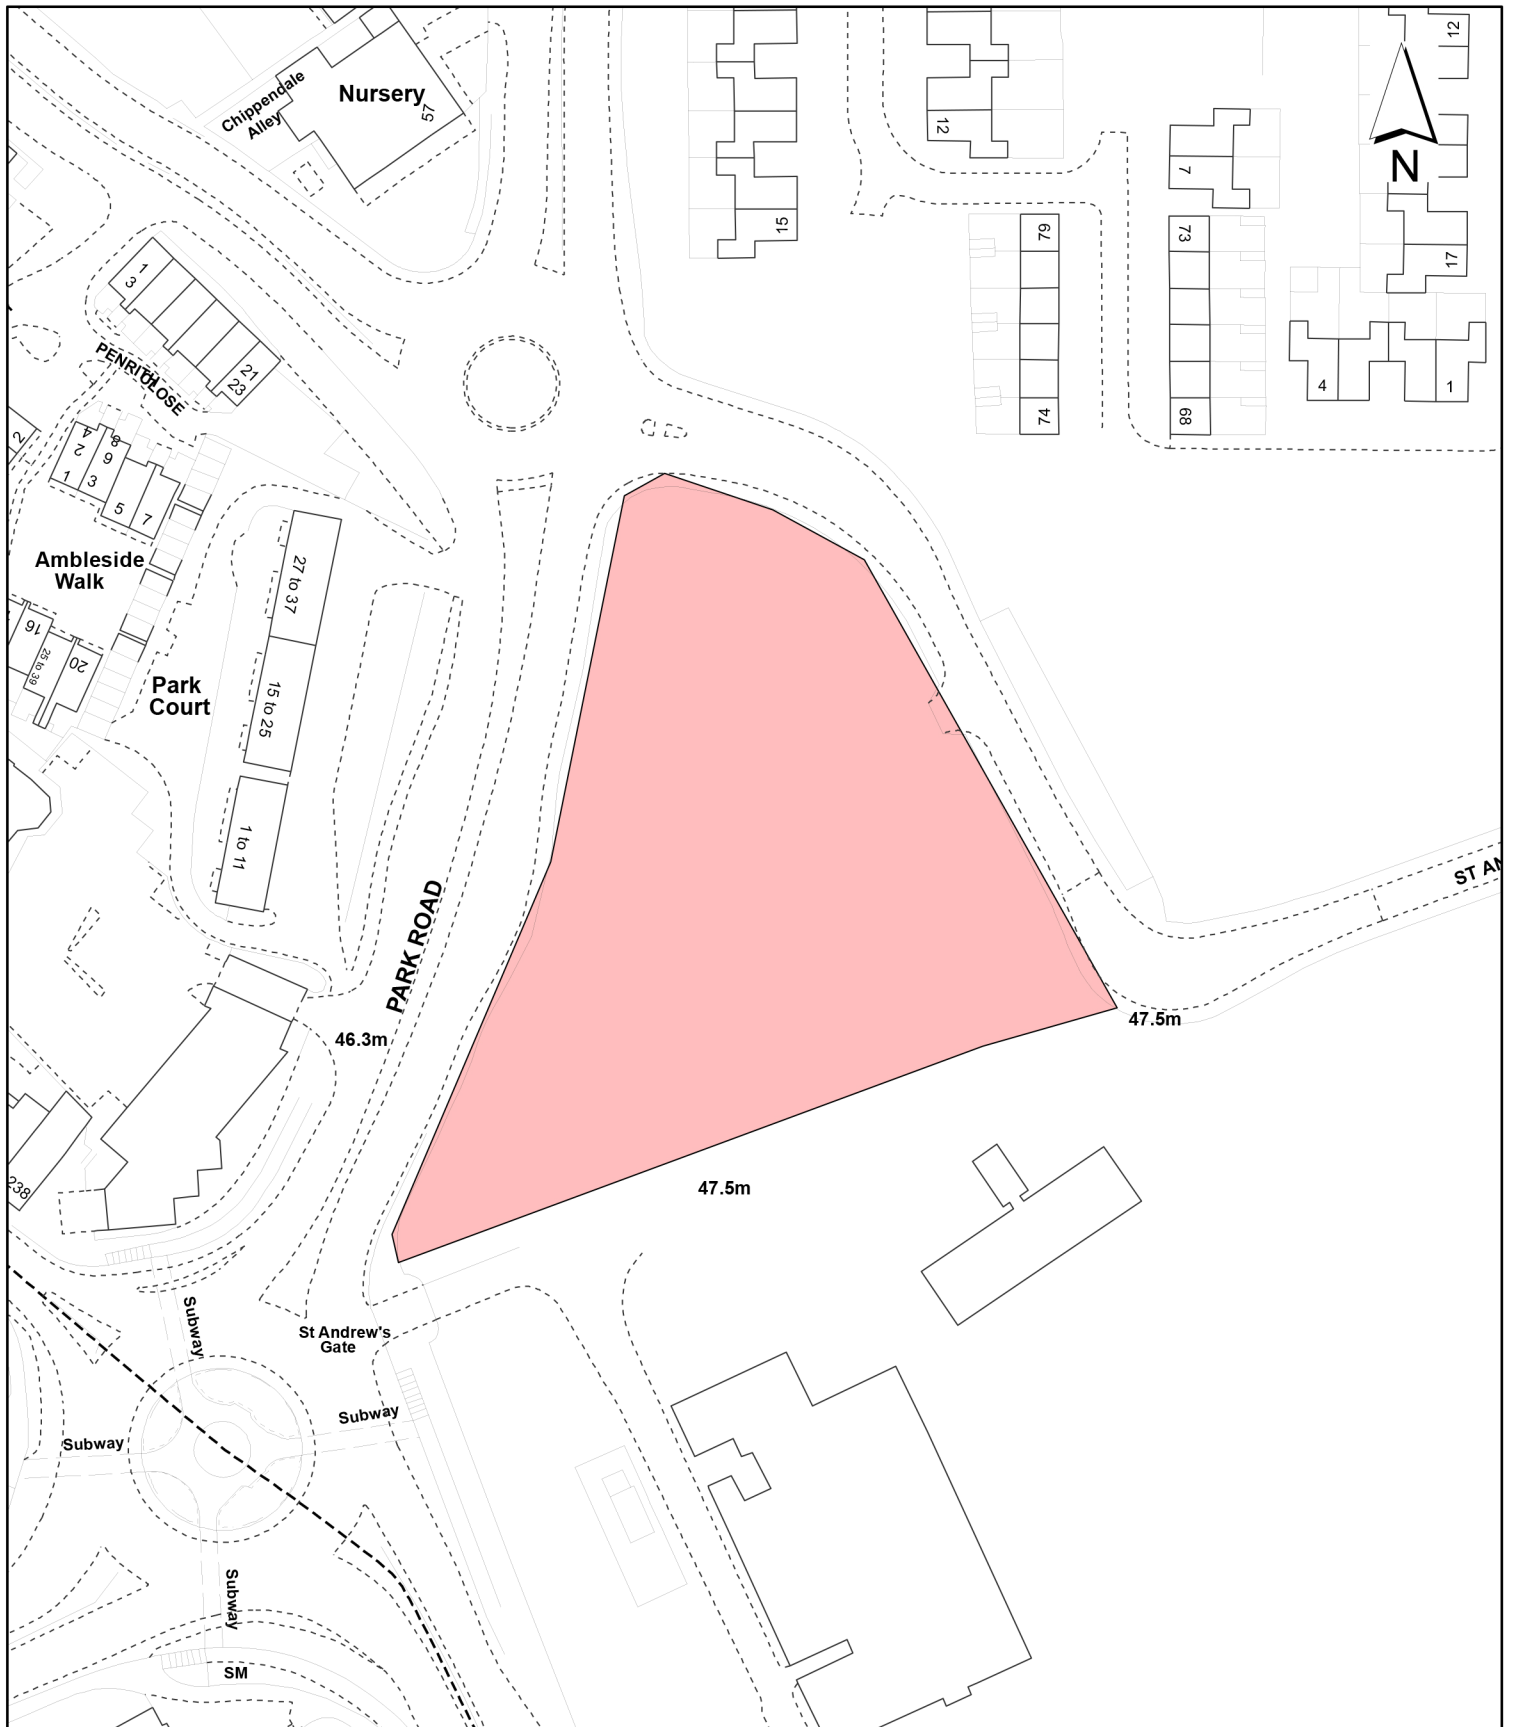 12
N
Nursery
57
Chippendale
Alley
12
7
15
79
73
17
1
3
21
23
PENRITH
CLOSE
74
68
4
1
2
4
2
1
8
6
3
5
7
Ambleside
Walk
27 to 37
16
25 to 39
20
Park
Court
15 to 25
1 to 11
ST AN
PARK ROAD
46.3m
47.5m
47.5m
238
Subway
St Andrew's
Gate
Subway
Subway
Subway
SM